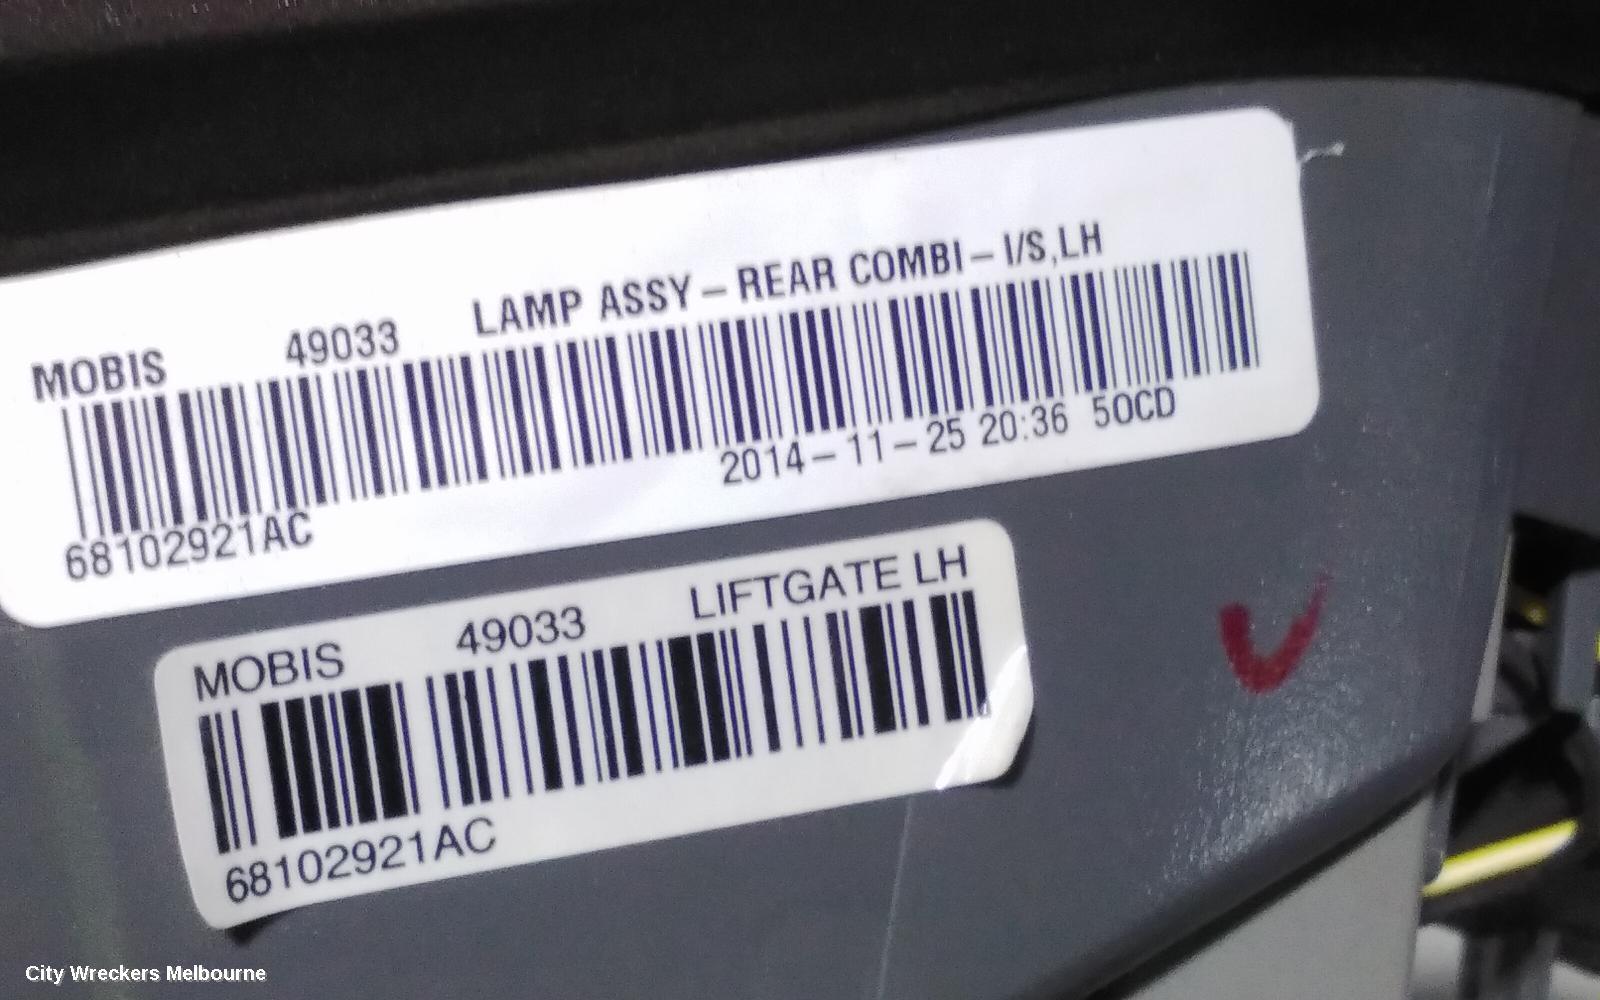 MOBIS 49033 LAMP ASSY – REAR COMBI – I/S,LH
2014 – 11 – 25 20:36 5OCD
68102921AC
MOBIS 49033 LIFTGATE LH
68102921AC
City Wreckers Melbourne